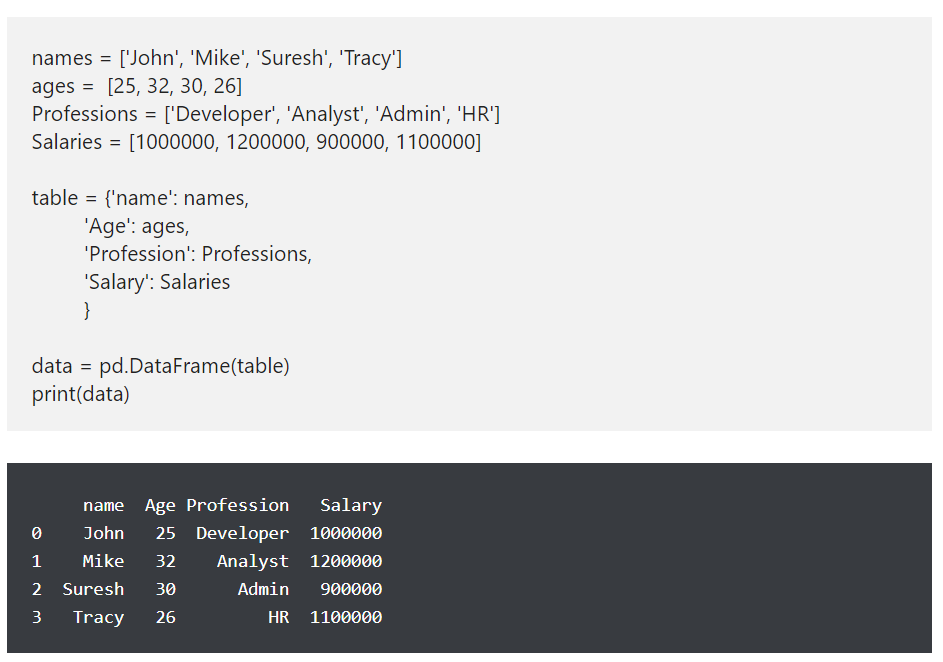 names = ['John', 'Mike', 'Suresh', 'Tracy']
ages =  [25, 32, 30, 26]
Professions = ['Developer', 'Analyst', 'Admin', 'HR']
Salaries = [1000000, 1200000, 900000, 1100000]

table = {'name': names,
         'Age': ages,
         'Profession': Professions,
         'Salary': Salaries
         }

data = pd.DataFrame(table)
print(data)

     name  Age Profession   Salary
0    John   25  Developer  1000000
1    Mike   32    Analyst  1200000
2  Suresh   30      Admin   900000
3   Tracy   26         HR  1100000